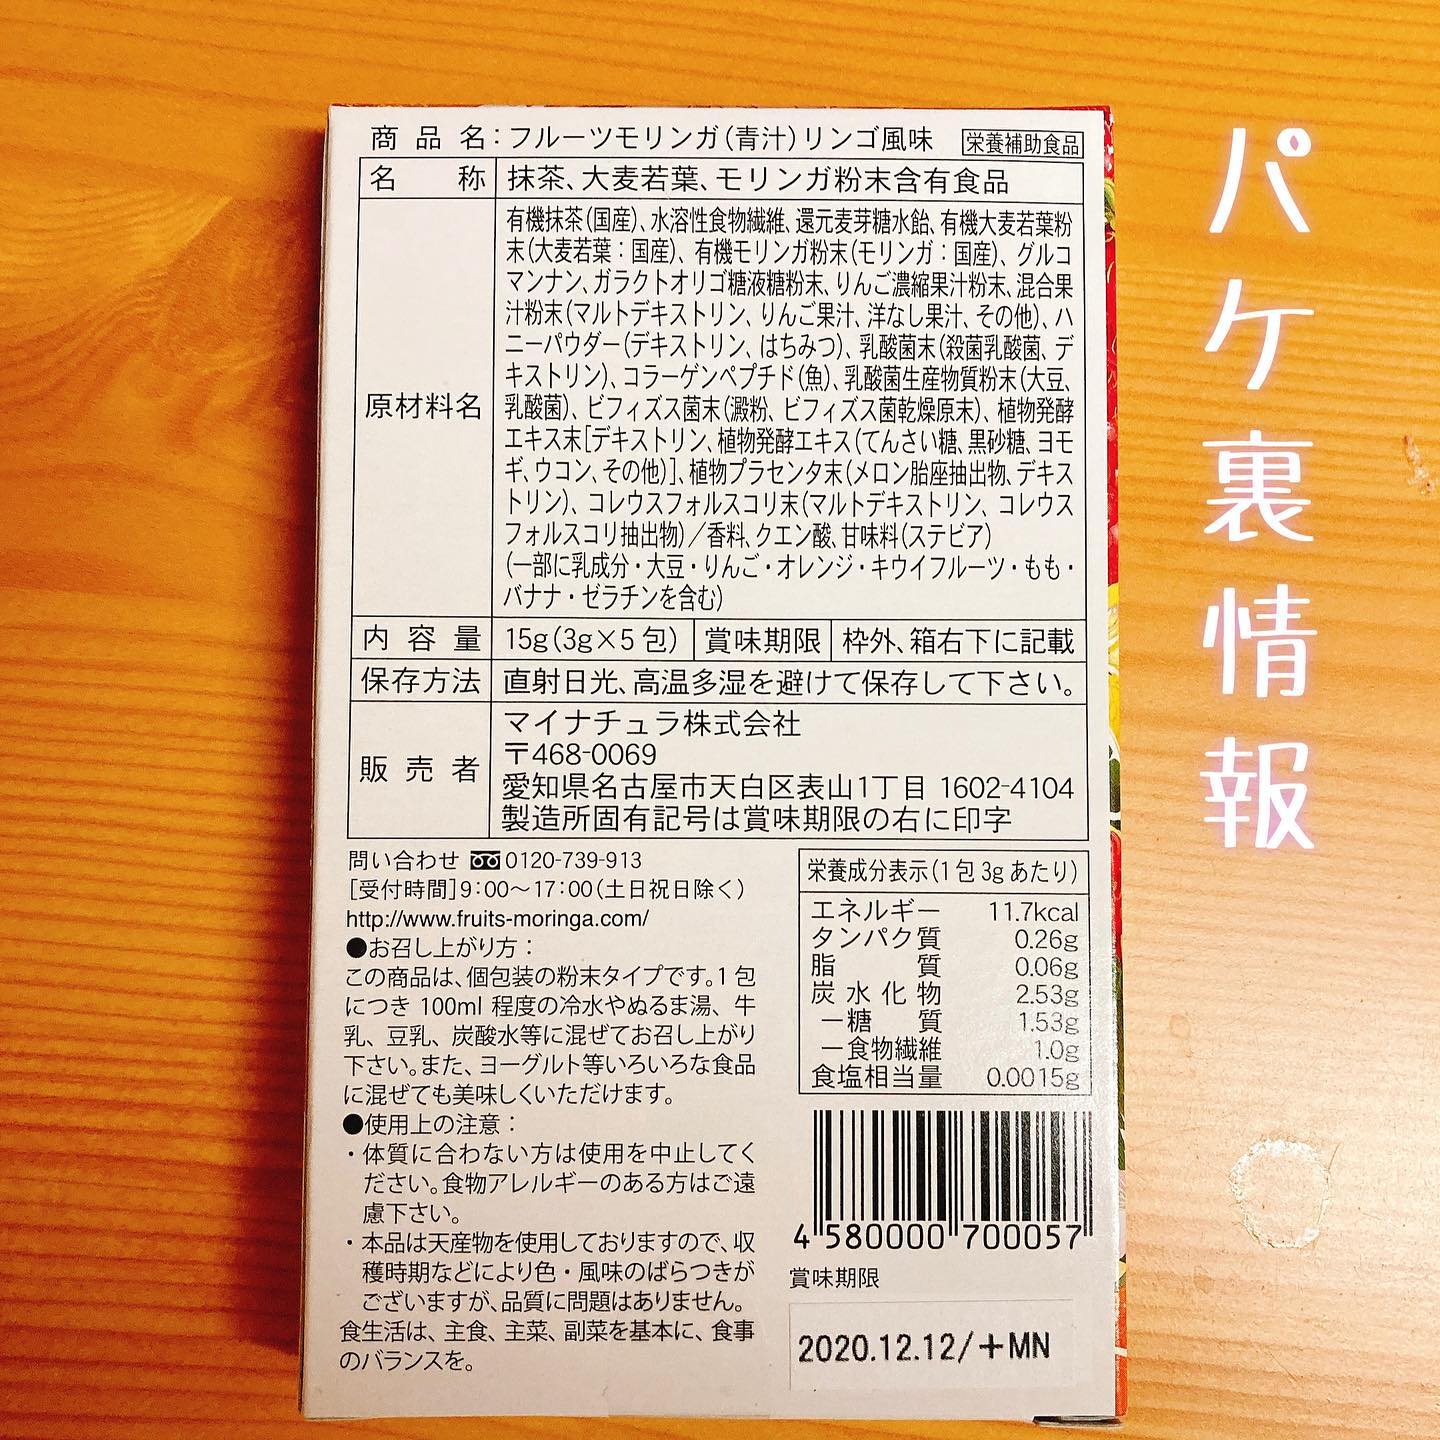 パケ裏情報
商品名：フルーツモリンガ（青汁）リンゴ風味 栄養補助食品
名称 抹茶、大麦若葉、モリンガ粉末含有食品
原材料名
有機抹茶（国産）、水溶性食物繊維、還元麦芽糖水飴、有機大麦若葉粉
末（大麦若葉：国産）、有機モリンガ粉末（モリンガ：国産）、グルコ
マンナン、ガラクトオリゴ糖液糖粉末、りんご濃縮果汁粉末、混合果
汁粉末（マルトデキストリン、りんご果汁、洋なし果汁、その他）、ハ
ニーパウダー（デキストリン、はちみつ）、乳酸菌末（殺菌乳酸菌、デ
キストリン）、コラーゲンペプチド（魚）、乳酸菌生産物質粉末（大豆、
乳酸菌）、ビフィズス菌末（澱粉、ビフィズス菌乾燥原末）、植物発酵
エキス末［デキストリン、植物発酵エキス（てんさい糖、黒砂糖、ヨモ
ギ、ウコン、その他）］、植物プラセンタ末（メロン胎座抽出物、デキス
トリン）、コレウスフォルスコリ末（マルトデキストリン、コレウス
フォルスコリ抽出物）／香料、クエン酸、甘味料（ステビア）
（一部に乳成分・大豆・りんご・オレンジ・キウイフルーツ・もも・
バナナ・ゼラチンを含む）
内容量 15g（3g×5包） 賞味期限 枠外、箱右下に記載
保存方法 直射日光、高温多湿を避けて保存して下さい。
販売者
マイナチュラ株式会社
〒468-0069
愛知県名古屋市天白区表山1丁目 1602-4104
製造所固有記号は賞味期限の右に印字
問い合わせ 0120-739-913
［受付時間］9：00〜17：00（土日祝日除く）
http://www.fruits-moringa.com/
●お召し上がり方：
この商品は、個包装の粉末タイプです。1包
につき 100ml 程度の冷水やぬるま湯、牛
乳、豆乳、炭酸水等に混ぜてお召し上がり
下さい。また、ヨーグルト等いろいろな食品
に混ぜても美味しくいただけます。
●使用上の注意：
・体質に合わない方は使用を中止してく
ださい。食物アレルギーのある方はご遠
慮下さい。
・本品は天産物を使用しておりますので、収
穫時期などにより色・風味のばらつきが
ございますが、品質に問題はありません。
食生活は、主食、主菜、副菜を基本に、食事
のバランスを。
栄養成分表示（1包3gあたり）
エネルギー 11.7kcal
タンパク質 0.26g
脂質 0.06g
炭水化物 2.53g
－糖質 1.53g
－食物繊維 1.0g
食塩相当量 0.0015g
4 580000 700057
賞味期限
2020.12.12/+MN